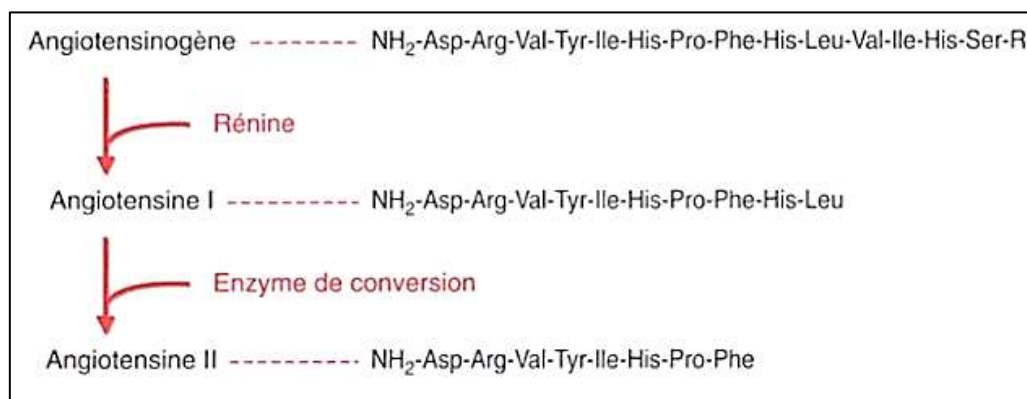 Angiotensinogène -------- NH₂-Asp-Arg-Val-Tyr-Ile-His-Pro-Phe-His-Leu-Val-Ile-His-Ser-R
Rénine
Angiotensine I --------- NH₂-Asp-Arg-Val-Tyr-Ile-His-Pro-Phe-His-Leu
Enzyme de conversion
Angiotensine II --------- NH₂-Asp-Arg-Val-Tyr-Ile-His-Pro-Phe